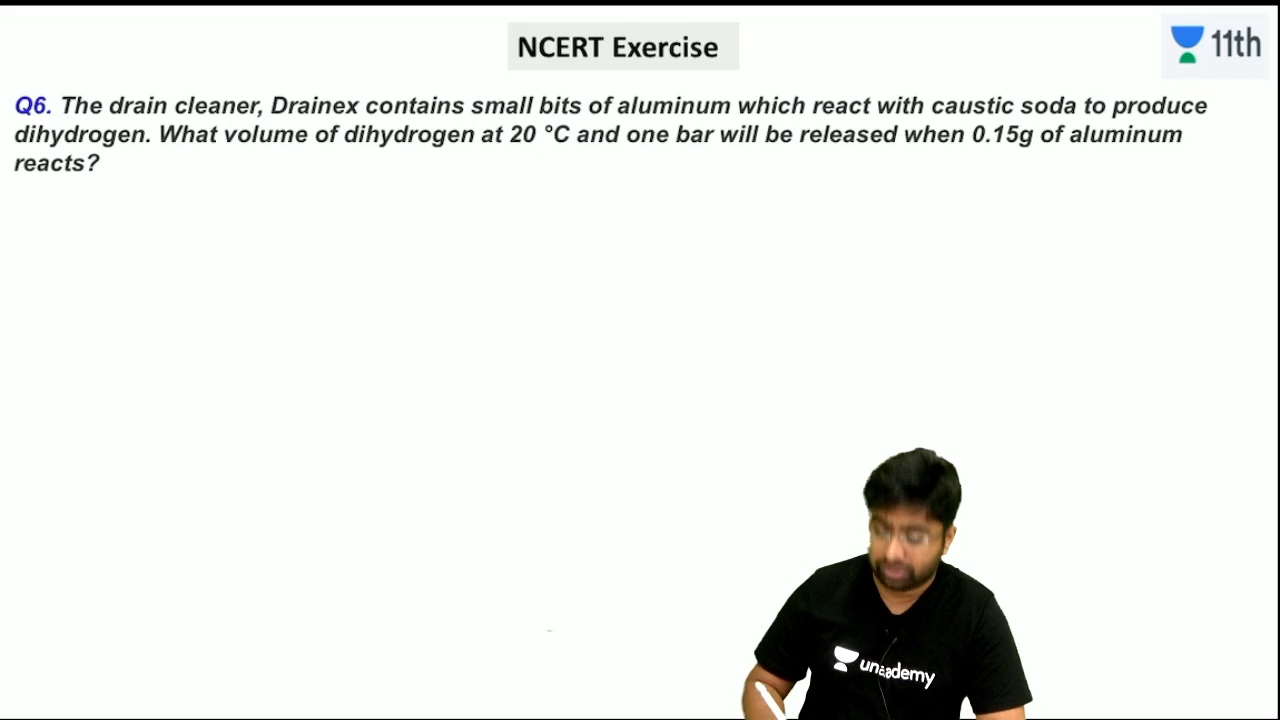 NCERT Exercise
11th
Q6. The drain cleaner, Drainex contains small bits of aluminum which react with caustic soda to produce
dihydrogen. What volume of dihydrogen at 20 °C and one bar will be released when 0.15g of aluminum
reacts?
unacademy